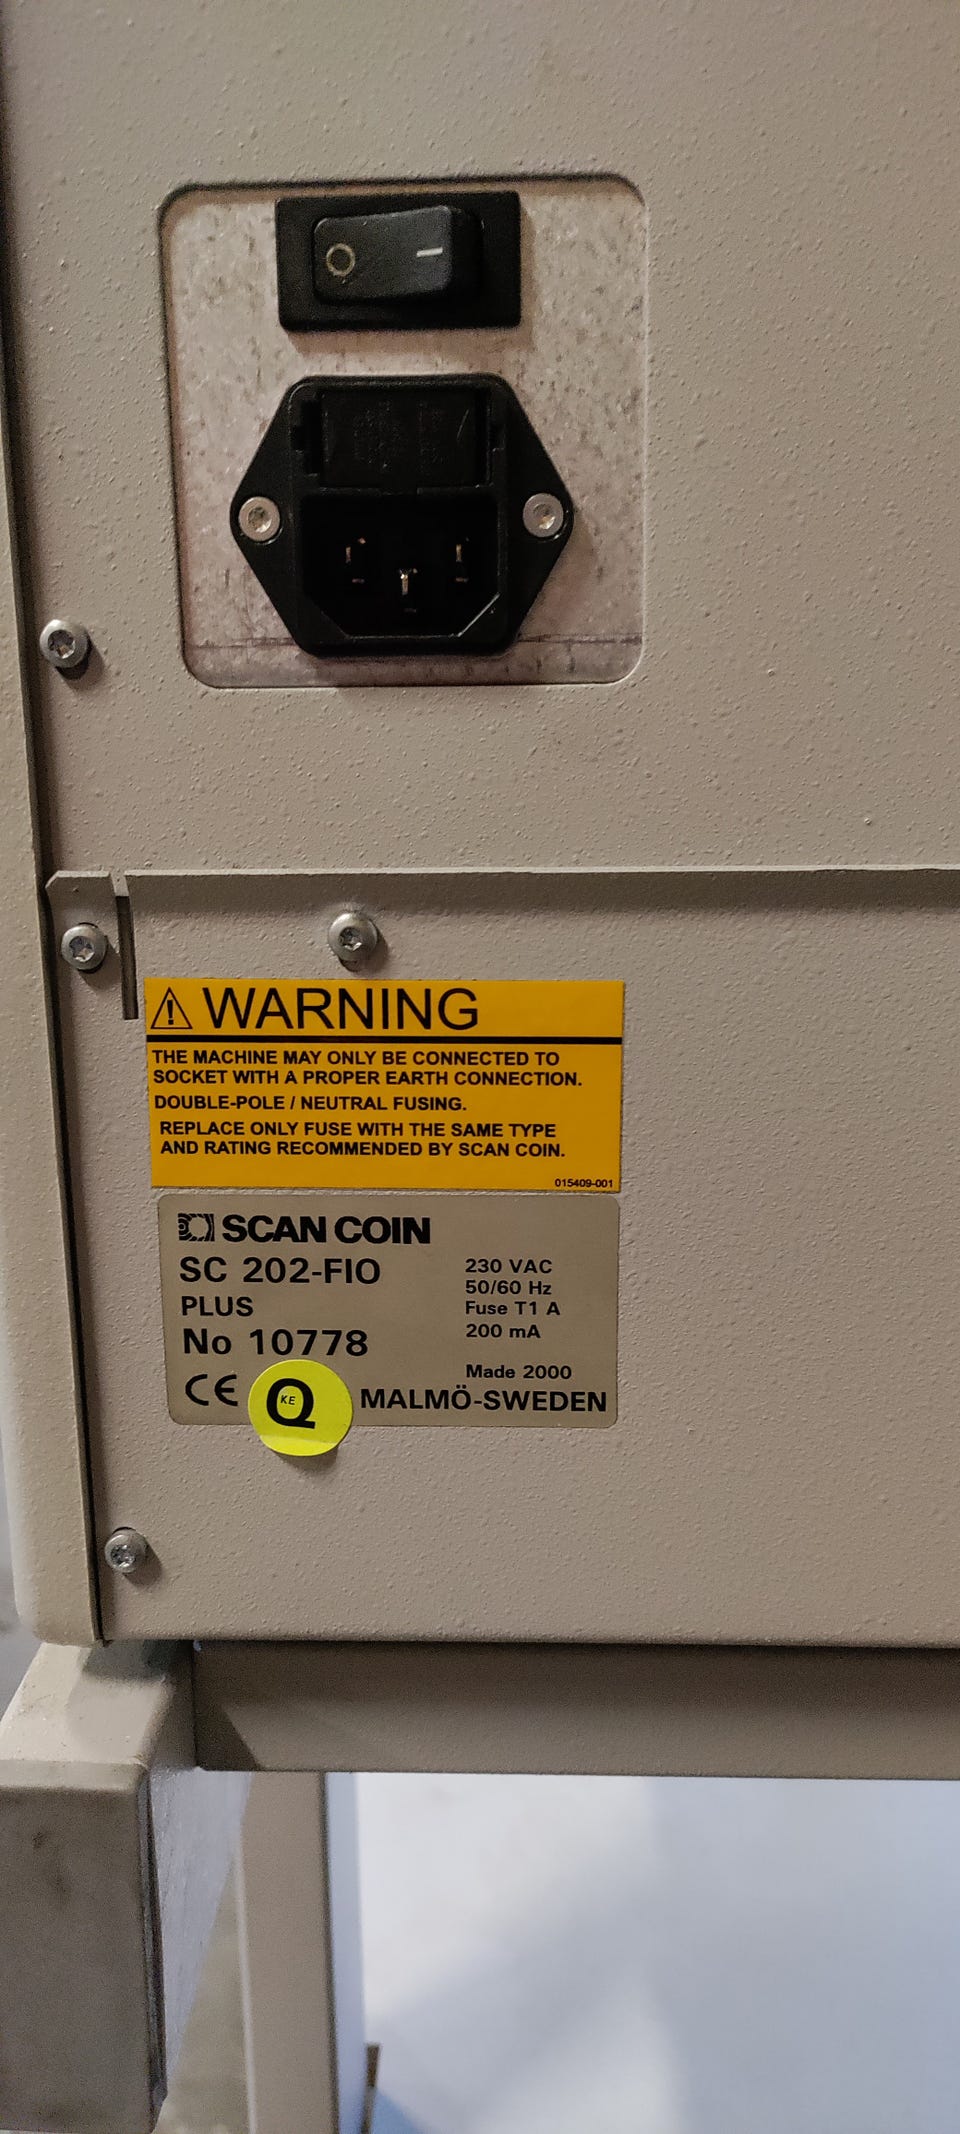 WARNING
THE MACHINE MAY ONLY BE CONNECTED TO
SOCKET WITH A PROPER EARTH CONNECTION.
DOUBLE-POLE / NEUTRAL FUSING.
REPLACE ONLY FUSE WITH THE SAME TYPE
AND RATING RECOMMENDED BY SCAN COIN.
015409-001
SCAN COIN
SC 202-FIO
PLUS
No 10778
230 VAC
50/60 Hz
Fuse T1 A
200 mA
Made 2000
CE
Q
KE
MALMÖ-SWEDEN